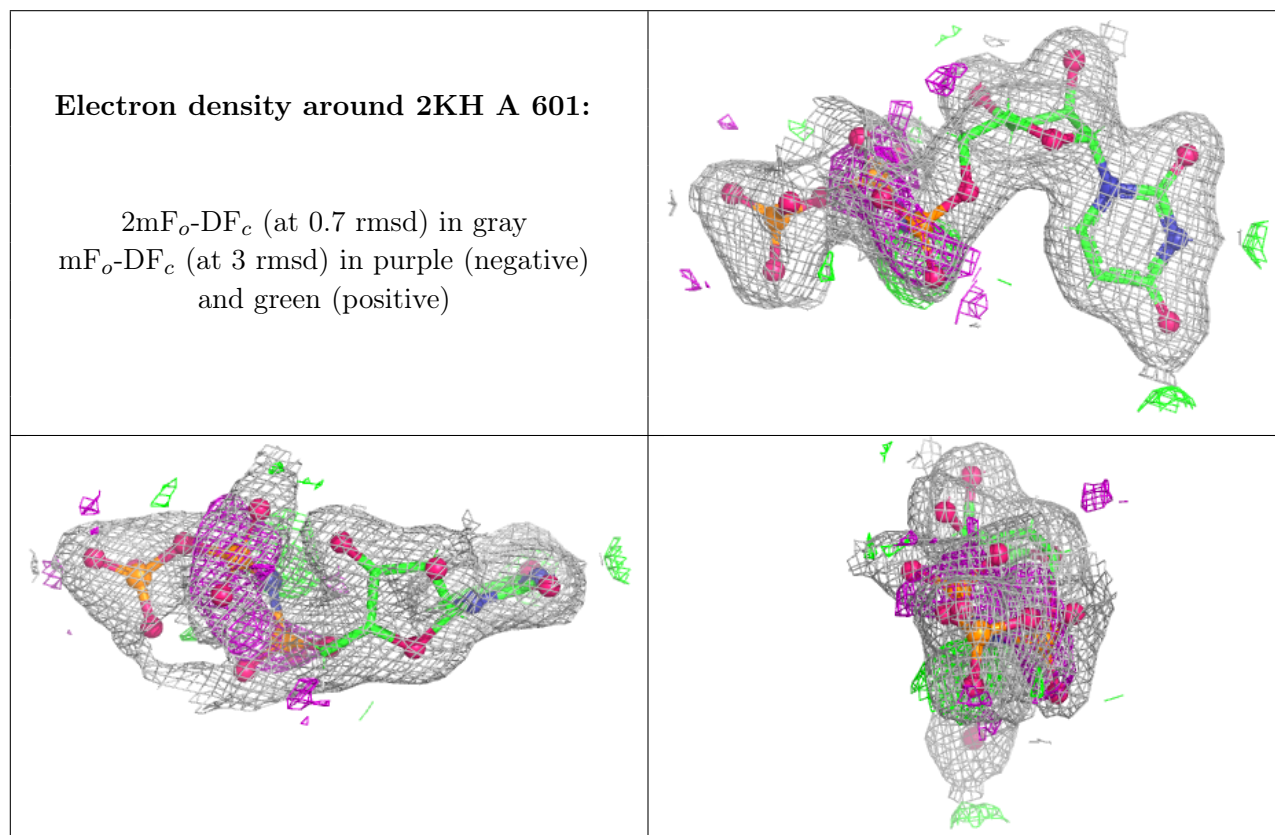 Electron density around 2KH A 601:
2mFₒ-DF𝒸 (at 0.7 rmsd) in gray
mFₒ-DF𝒸 (at 3 rmsd) in purple (negative)
and green (positive)